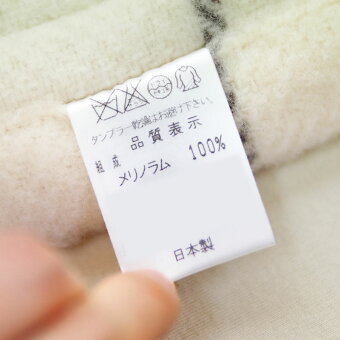 タンブラー乾燥はお避け下さい。
品質表示
組成
メリノラム 100%
日本製